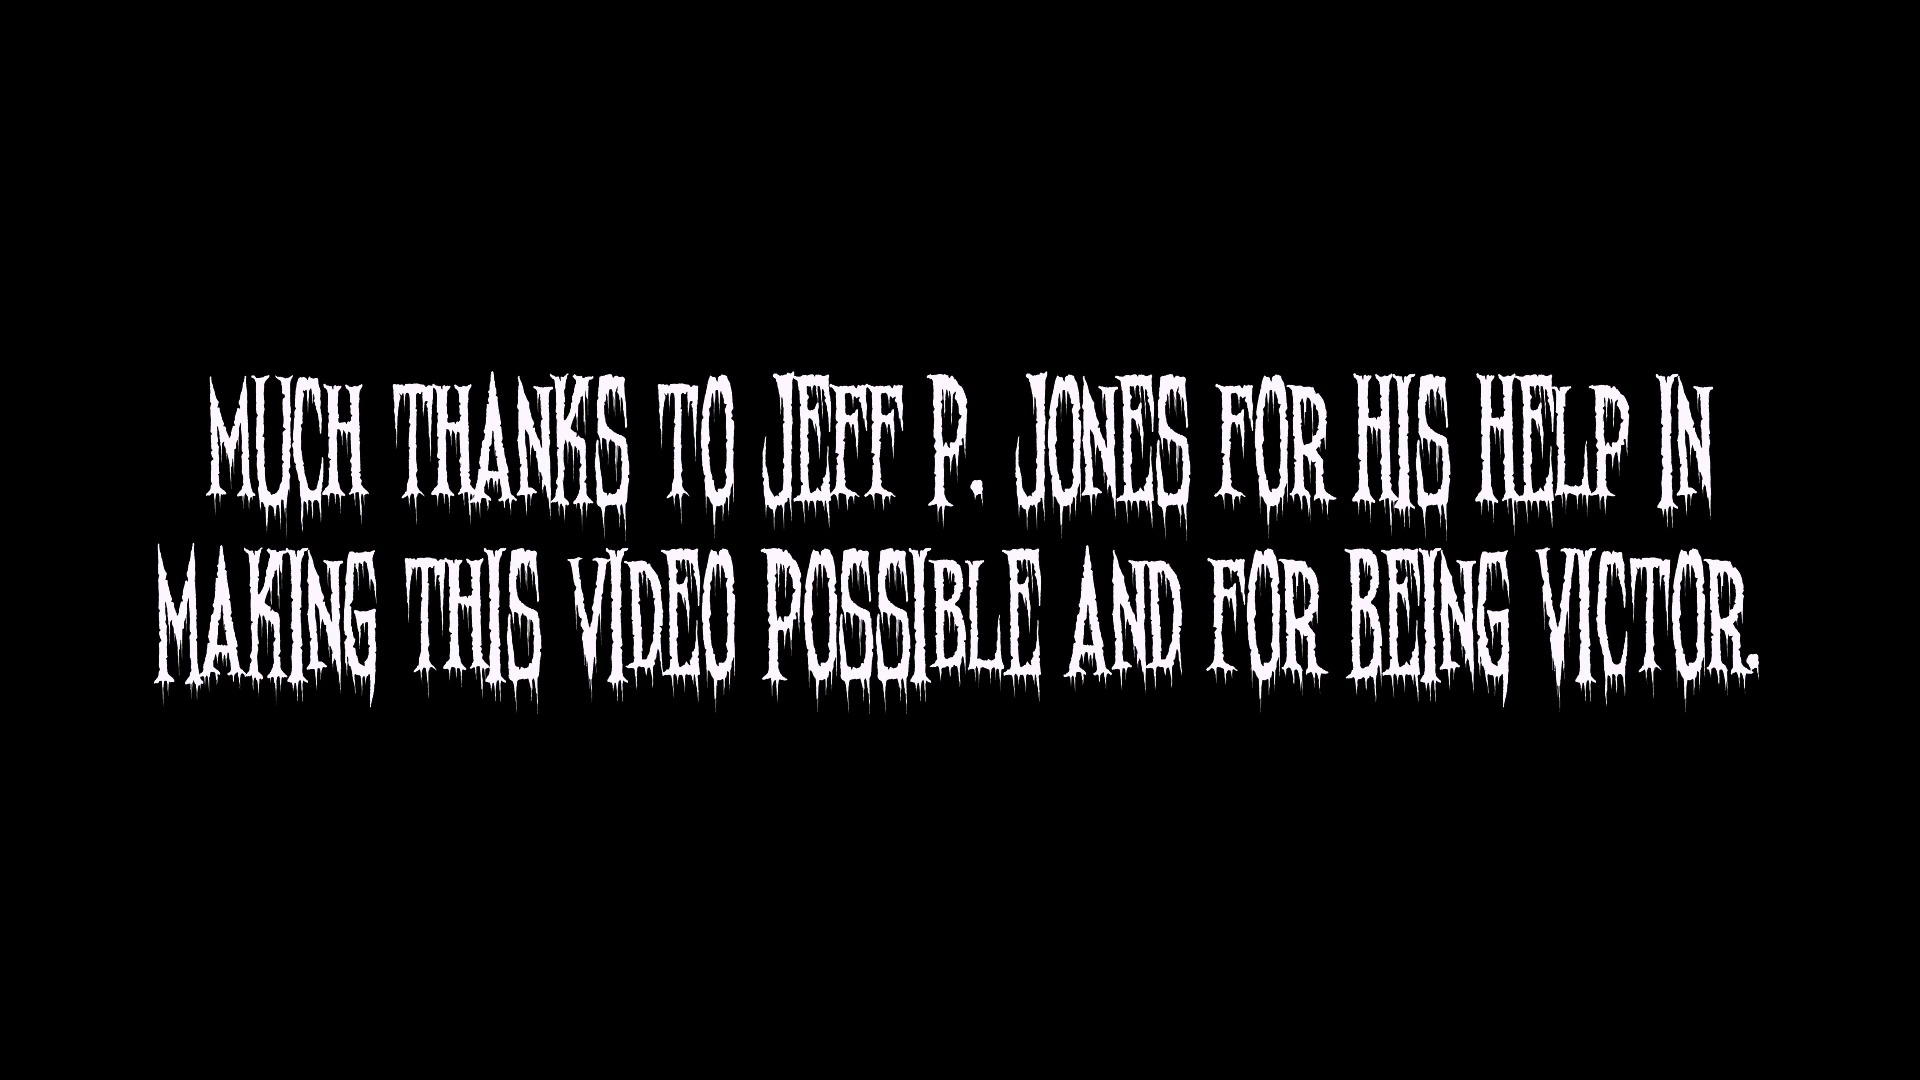 MUCH THANKS TO JEFF P. JONES FOR HIS HELP IN
MAKING THIS VIDEO POSSIBLE AND FOR BEING VICTOR.